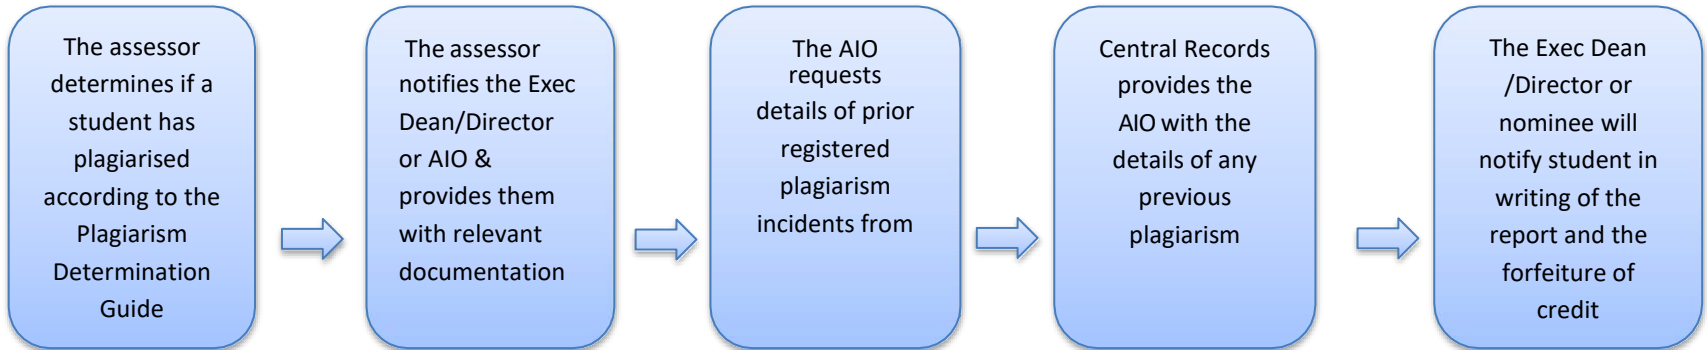 The assessor
determines if a
student has
plagiarised
according to the
Plagiarism
Determination
Guide
The assessor
notifies the Exec
Dean/Director
or AIO &
provides them
with relevant
documentation
The AIO
requests
details of prior
registered
plagiarism
incidents from
Central Records
provides the
AIO with the
details of any
previous
plagiarism
The Exec Dean
/Director or
nominee will
notify student in
writing of the
report and the
forfeiture of
credit